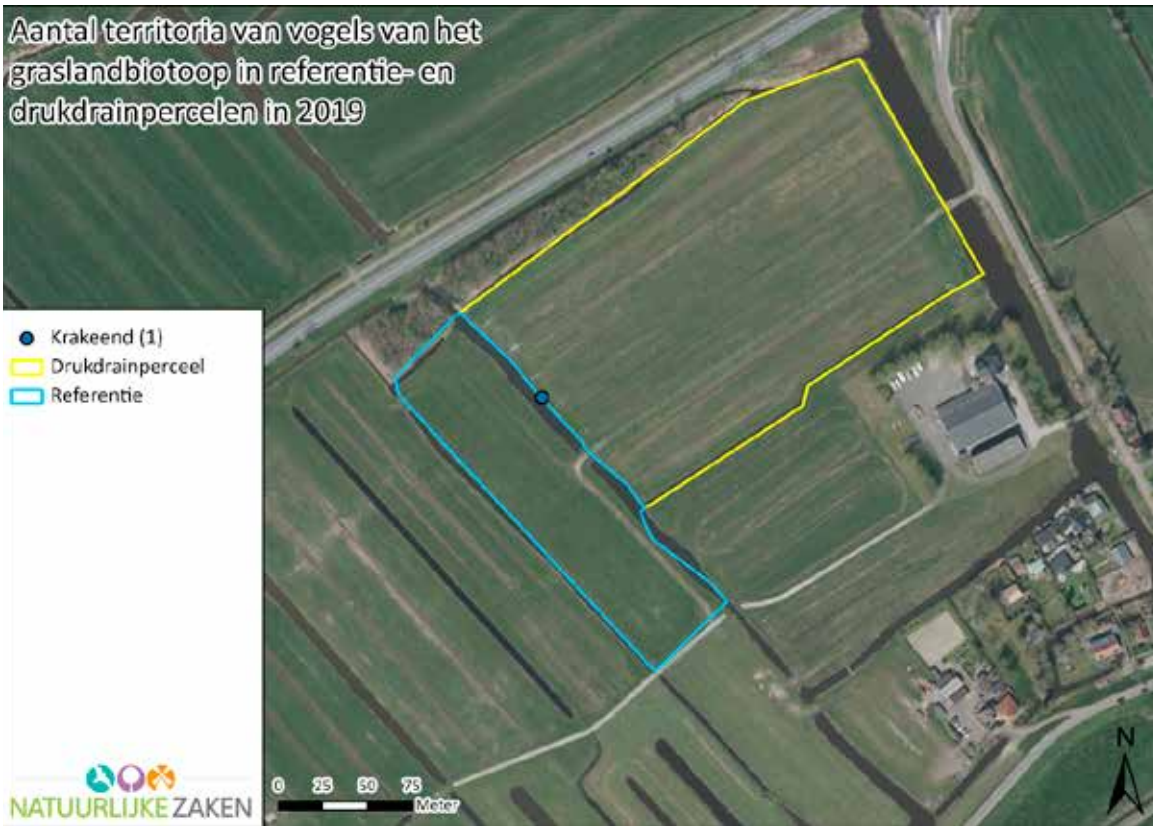 Aantal territoria van vogels van het
graslandbiotoop in referentie- en
drukdrainpercelen in 2019
Krakeend (1)
Drukdrainperceel
Referentie
NATUURLIJKE ZAKEN
0 25 50 75
Meter
N